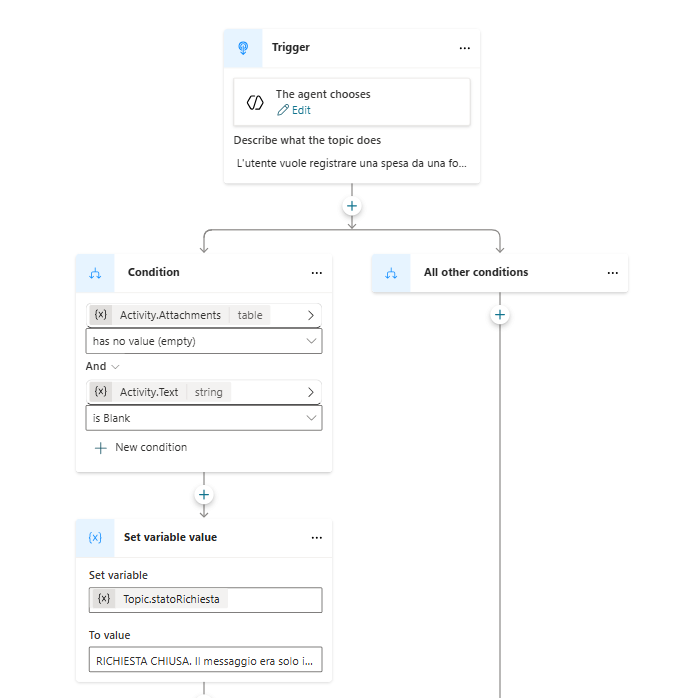 Trigger
The agent chooses
Edit
Describe what the topic does
L'utente vuole registrare una spesa da una fo...
Condition
{x} Activity.Attachments table
has no value (empty)
And
{x} Activity.Text string
is Blank
New condition
All other conditions
{x} Set variable value
Set variable
{x} Topic.statoRichiesta
To value
RICHIESTA CHIUSA. Il messaggio era solo i...